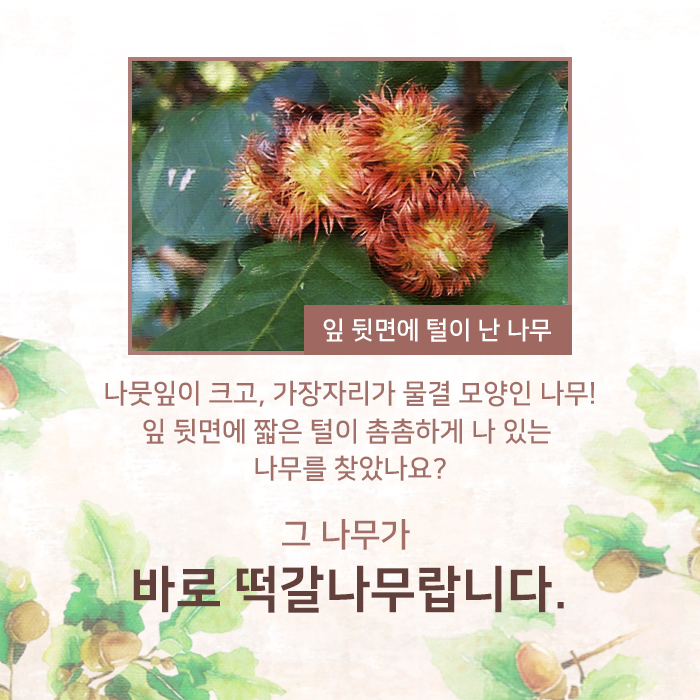 잎 뒷면에 털이 난 나무
나뭇잎이 크고, 가장자리가 물결 모양인 나무!
잎 뒷면에 짧은 털이 촘촘하게 나 있는
나무를 찾았나요?
그 나무가
바로 떡갈나무랍니다.